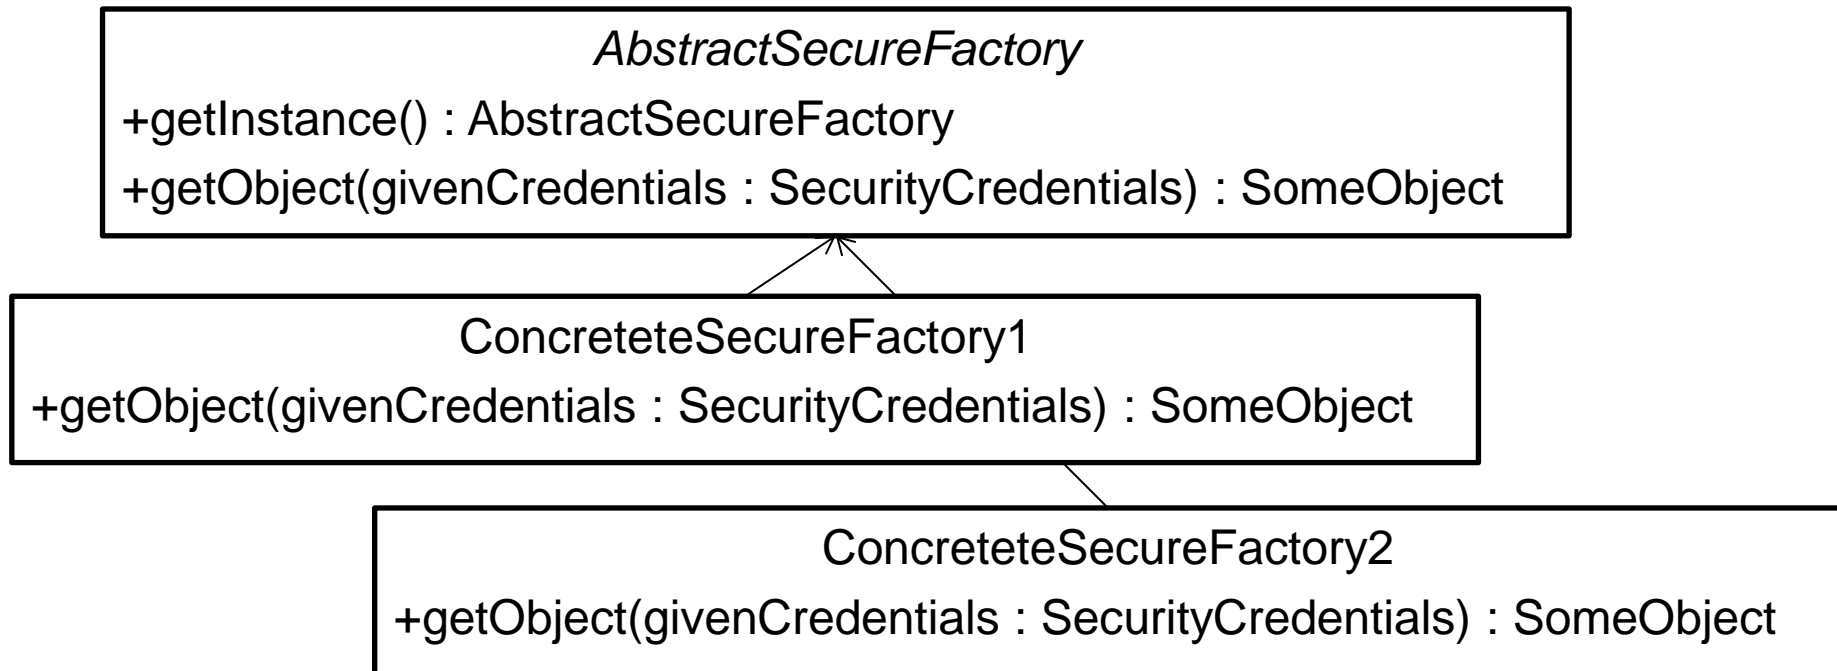 AbstractSecureFactory
+getInstance() : AbstractSecureFactory
+getObject(givenCredentials : SecurityCredentials) : SomeObject
ConcreteteSecureFactory1
+getObject(givenCredentials : SecurityCredentials) : SomeObject
ConcreteteSecureFactory2
+getObject(givenCredentials : SecurityCredentials) : SomeObject